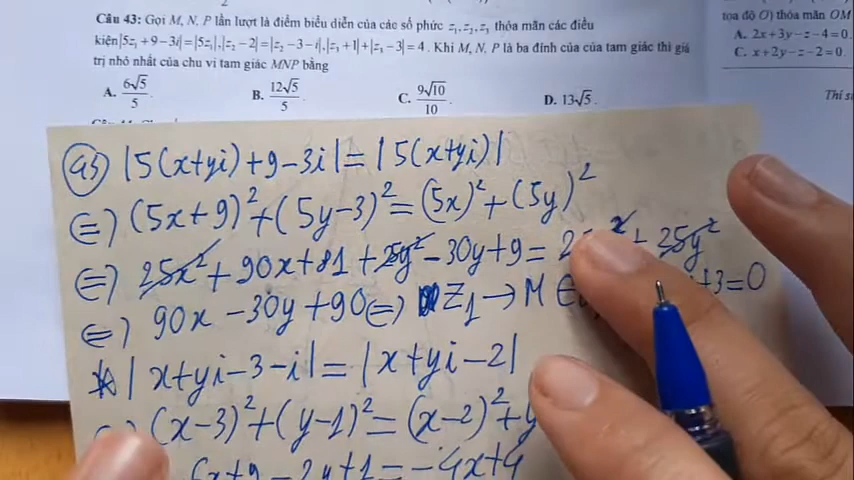 Câu 43: Gọi M, N, P lần lượt là điểm biểu diễn của các số phức z₁, z₂, z₃ thỏa mãn các điều
kiện|5z₁+9-3i|=|5z₁|,|z₂-2|=|z₂-3-i|,|z₃+1|+|z₃-3|=4. Khi M, N, P là ba đỉnh của của tam giác thì giá
trị nhỏ nhất của chu vi tam giác MNP bằng
A. 6√5/5. B. 12√5/5. C. 9√10/10. D. 13√5.
tọa độ O) thỏa mãn OM
A. 2x+3y-z-4=0.
C. x+2y-z-2=0.
Thí s
|5(x+yi)+9-3i|=|5(x+yi)|
⇔) (5x+9)²+(5y-3)²=(5x)²+(5y)²
⇔) 25x²+90x+81+25y²-30y+9=25x²+25y²
⇔) 90x-30y+90⇔) Z₁→M∈ +3=0
|x+yi-3-i|=|x+yi-2|
(x-3)²+(y-1)²=(x-2)²+y
6x+9-2y+1=-4x+4